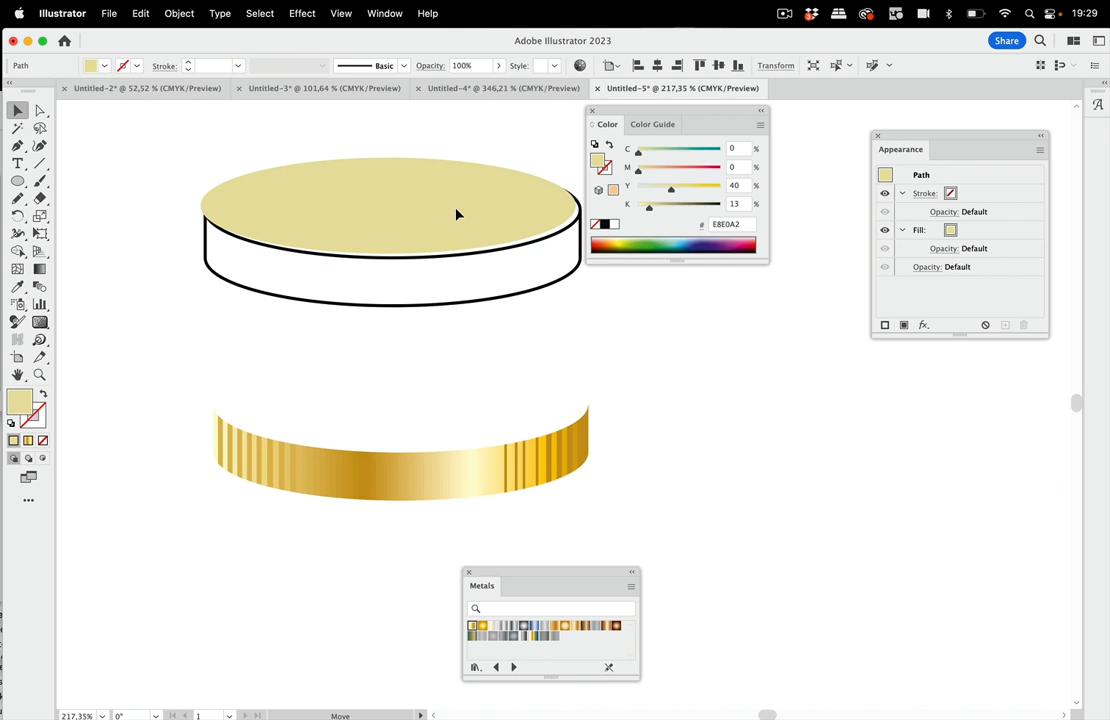 Illustrator File Edit Object Type Select Effect View Window Help 3 19:29
Adobe Illustrator 2023 Share
Path Stroke: Basic Opacity: 100% Style: Transform
Untitled-2* @ 52,52 % (CMYK/Preview) Untitled-3* @ 101,64 % (CMYK/Preview) Untitled-4* @ 346,21 % (CMYK/Preview) Untitled-5* @ 217,35 % (CMYK/Preview)
Color Color Guide
C 0 %
M 0 %
Y 40 %
K 13 %
# E8E0A2
Appearance
Path
Stroke:
Opacity: Default
Fill:
Opacity: Default
Opacity: Default
fx.
Metals
217,35% 0° 1 Move